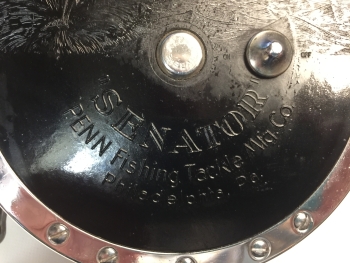 "SENATOR"
PENN Fishing Tackle Mfg. Co.
Philadelphia, Pa.